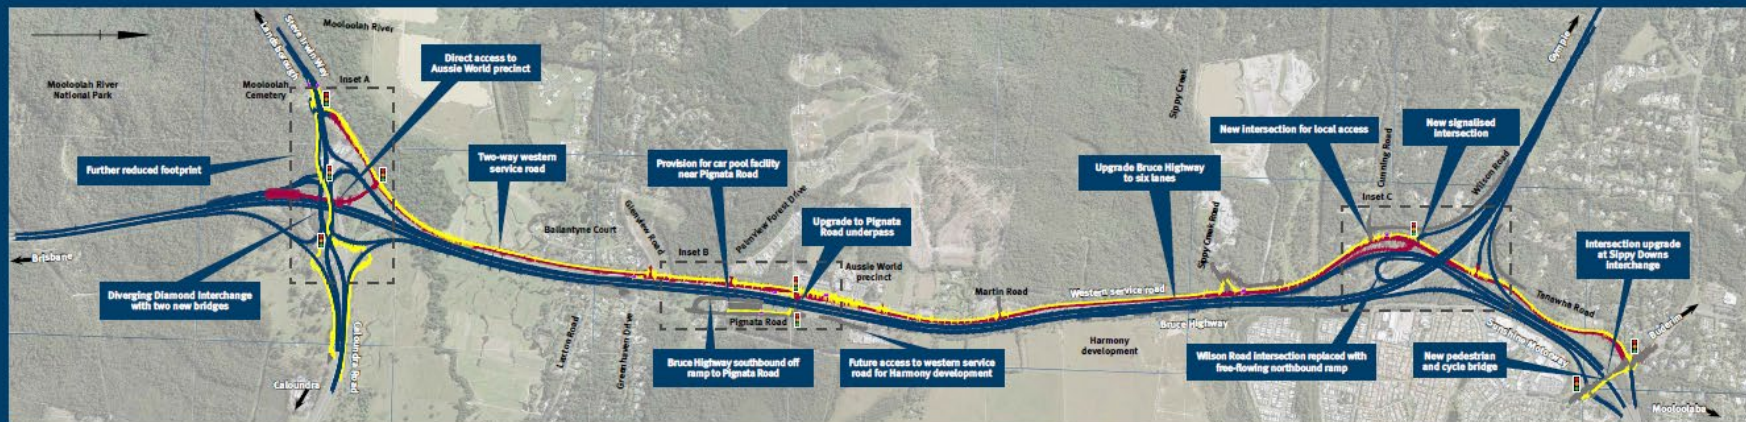 Landsborough
Steve Irwin Way
Mooloolah River
Mooloolah River
National Park
Mooloolah
Cemetery
Inset A
Direct access to
Aussie World precinct
Further reduced footprint
Brisbane
Diverging Diamond Interchange
with two new bridges
Caloundra
Caloundra Road
Two-way western
service road
Ballantyne Court
Glenview Road
Laxton Road
Greenhaven Drive
Provision for car pool facility
near Pignata Road
Inset B
Palmview Forest Drive
Upgrade to Pignata
Road underpass
Aussie World
precinct
Pignata Road
Bruce Highway southbound off
ramp to Pignata Road
Future access to western service
road for Harmony development
Martin Road
Western service road
Bruce Highway
Harmony
development
Upgrade Bruce Highway
to six lanes
Sippy Creek
Sippy Creek Road
New intersection for local access
Cunning Road
New signalised
intersection
Inset C
Wilson Road
Gympie
Intersection upgrade
at Sippy Downs
interchange
Tanawha Road
Sunshine Motorway
Buderim
Wilson Road intersection replaced with
free-flowing northbound ramp
New pedestrian
and cycle bridge
Mooloolaba